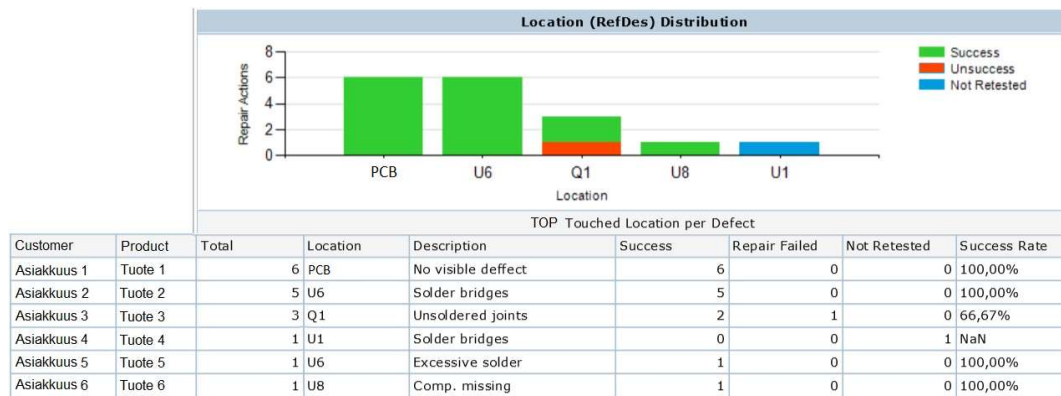 Location (RefDes) Distribution
8
6
4
2
0
Repair Actions
PCB U6 Q1 U8 U1
Location
Success
Unsuccess
Not Retested
TOP Touched Location per Defect
Customer Product Total Location Description Success Repair Failed Not Retested Success Rate
Asiakkuus 1 Tuote 1 6 PCB No visible deffect 6 0 0 100,00%
Asiakkuus 2 Tuote 2 5 U6 Solder bridges 5 0 0 100,00%
Asiakkuus 3 Tuote 3 3 Q1 Unsoldered joints 2 1 0 66,67%
Asiakkuus 4 Tuote 4 1 U1 Solder bridges 0 0 1 NaN
Asiakkuus 5 Tuote 5 1 U6 Excessive solder 1 0 0 100,00%
Asiakkuus 6 Tuote 6 1 U8 Comp. missing 1 0 0 100,00%